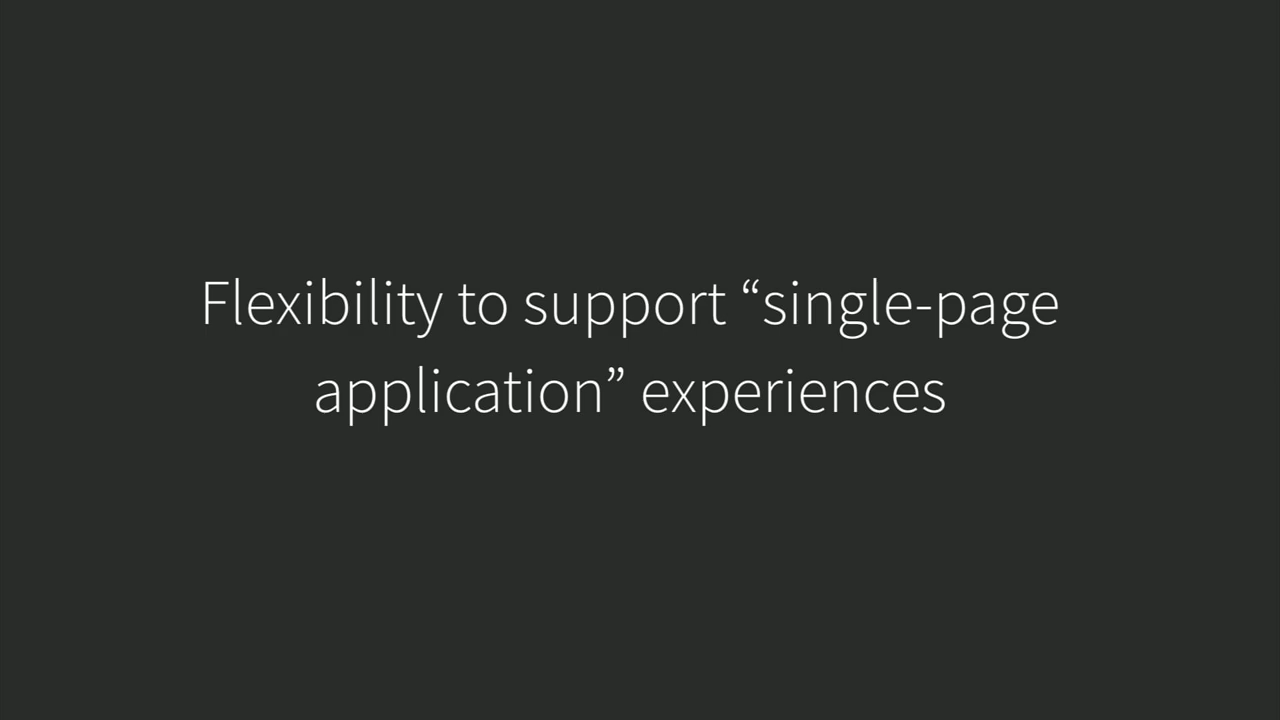 Flexibility to support “single-page
application” experiences